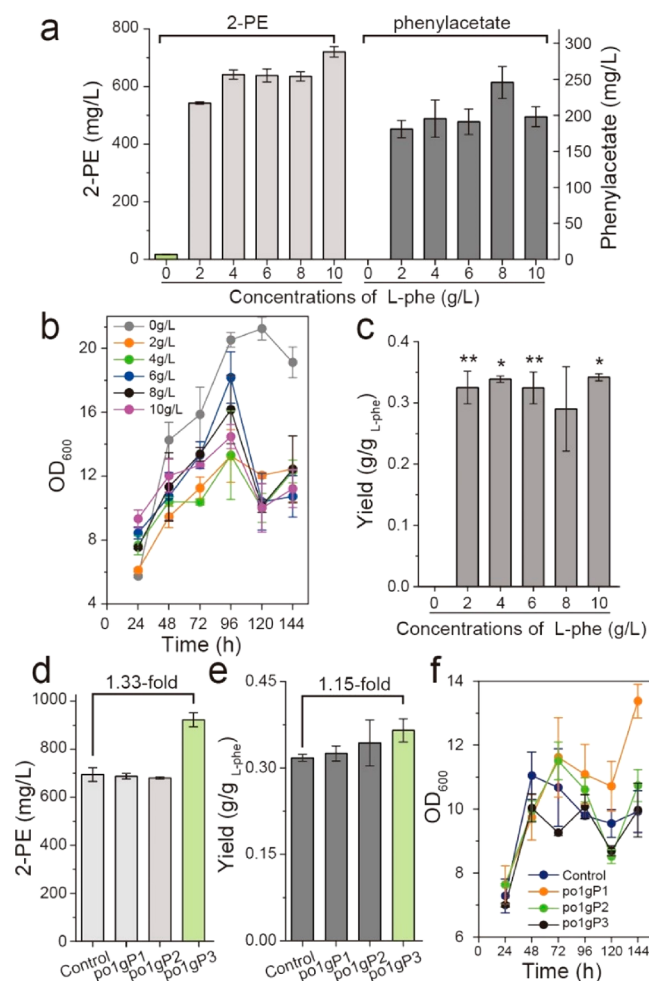 a
2-PE
phenylacetate
2-PE (mg/L)
800
600
400
200
0
Phenylacetate (mg/L)
300
250
200
150
100
50
0
0 2 4 6 8 10 0 2 4 6 8 10
Concentrations of L-phe (g/L)
b
OD600
20
16
12
8
4
0g/L
2g/L
4g/L
6g/L
8g/L
10g/L
0 24 48 72 96 120 144
Time (h)
c
Yield (g/g L-phe)
0.45
0.30
0.15
0.00
** * ** *
0 2 4 6 8 10
Concentrations of L-phe (g/L)
d
1.33-fold
2-PE (mg/L)
1000
800
600
400
200
0
Control po1gP1 po1gP2 po1gP3
e
1.15-fold
Yield (g/g L-phe)
0.45
0.30
0.15
0.00
Control po1gP1 po1gP2 po1gP3
f
OD600
14
12
10
8
6
Control
po1gP1
po1gP2
po1gP3
0 24 48 72 96 120 144
Time (h)